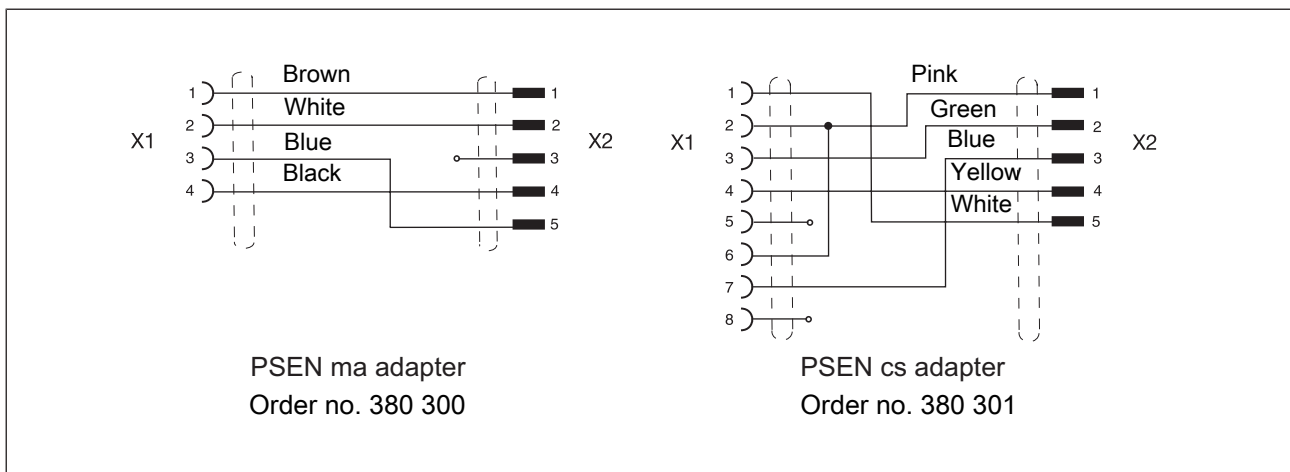 Brown
1 1
White
2 2
X1 X2
Blue
3 3
Black
4 4
5
PSEN ma adapter
Order no. 380 300
Pink
1 1
Green
2 2
X1 X2
Blue
3 3
Yellow
4 4
White
5 5
6
7
8
PSEN cs adapter
Order no. 380 301